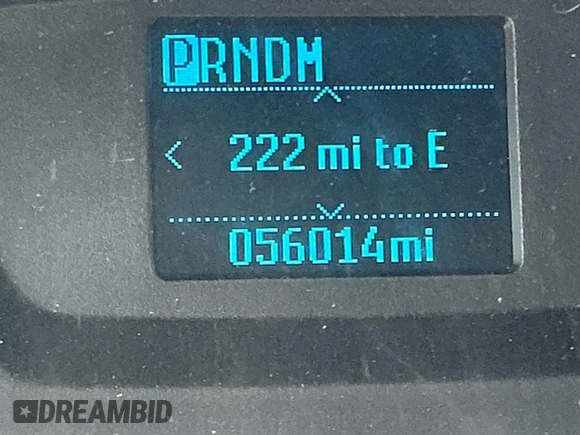 PRNDM
222 mi to E
056014mi
DREAMBID